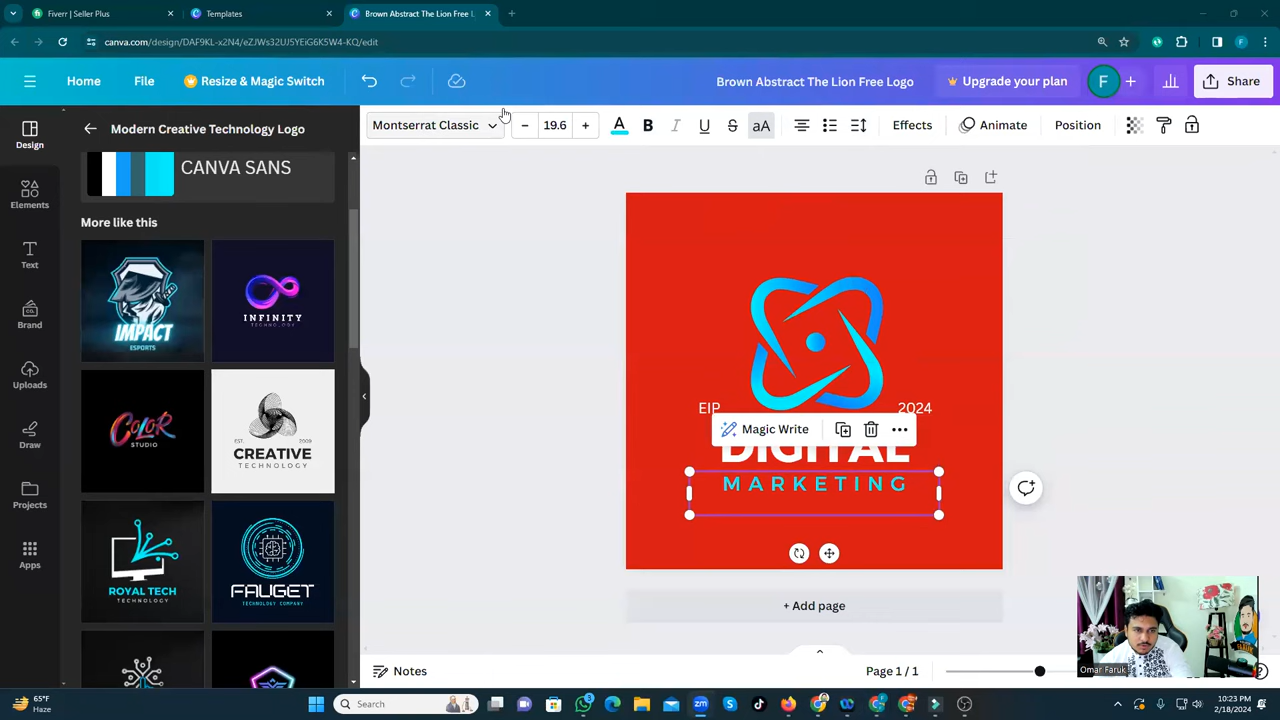 Fiverr | Seller Plus
Templates
Brown Abstract The Lion Free L
canva.com/design/DAF9KL-x2N4/eZJWs32UJ5YEiG6K5W4-KQ/edit
Home
File
Resize & Magic Switch
Brown Abstract The Lion Free Logo
Upgrade your plan
F
Share
Montserrat Classic
19.6
A
B
I
U
S
aA
Effects
Animate
Position
Design
Elements
Text
Brand
Uploads
Draw
Projects
Apps
Modern Creative Technology Logo
CANVA SANS
More like this
IMPACT
ESPORTS
INFINITY
TECHNOLOGY
COLOR
STUDIO
EST. 2009
CREATIVE
TECHNOLOGY
ROYAL TECH
TECHNOLOGY
FAUGET
TECHNOLOGY COMPANY
EIP 2024
Magic Write
DIGITAL
MARKETING
+ Add page
Notes
Page 1 / 1
Omar Faruk
65°F
Haze
Search
10:23 PM
2/18/2024